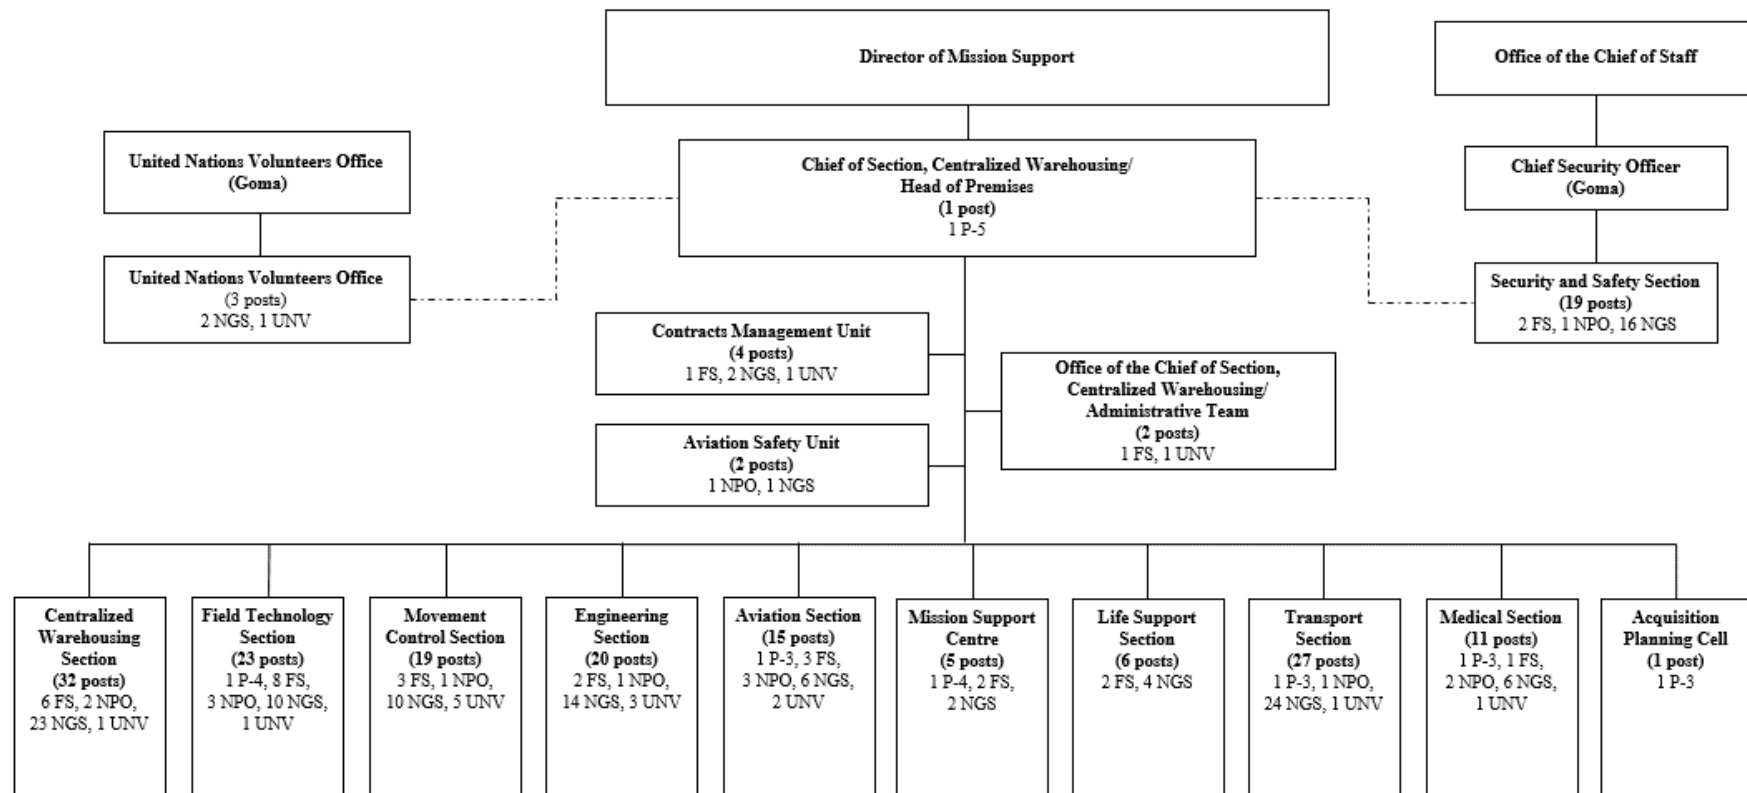 Director of Mission Support
Office of the Chief of Staff
United Nations Volunteers Office
(Goma)
Chief of Section, Centralized Warehousing/
Head of Premises
(1 post)
1 P-5
Chief Security Officer
(Goma)
United Nations Volunteers Office
(3 posts)
2 NGS, 1 UNV
Security and Safety Section
(19 posts)
2 FS, 1 NPO, 16 NGS
Contracts Management Unit
(4 posts)
1 FS, 2 NGS, 1 UNV
Office of the Chief of Section,
Centralized Warehousing/
Administrative Team
(2 posts)
1 FS, 1 UNV
Aviation Safety Unit
(2 posts)
1 NPO, 1 NGS
Centralized
Warehousing
Section
(32 posts)
6 FS, 2 NPO,
23 NGS, 1 UNV
Field Technology
Section
(23 posts)
1 P-4, 8 FS,
3 NPO, 10 NGS,
1 UNV
Movement
Control Section
(19 posts)
3 FS, 1 NPO,
10 NGS, 5 UNV
Engineering
Section
(20 posts)
2 FS, 1 NPO,
14 NGS, 3 UNV
Aviation Section
(15 posts)
1 P-3, 3 FS,
3 NPO, 6 NGS,
2 UNV
Mission Support
Centre
(5 posts)
1 P-4, 2 FS,
2 NGS
Life Support
Section
(6 posts)
2 FS, 4 NGS
Transport
Section
(27 posts)
1 P-3, 1 NPO,
24 NGS, 1 UNV
Medical Section
(11 posts)
1 P-3, 1 FS,
2 NPO, 6 NGS,
1 UNV
Acquisition
Planning Cell
(1 post)
1 P-3